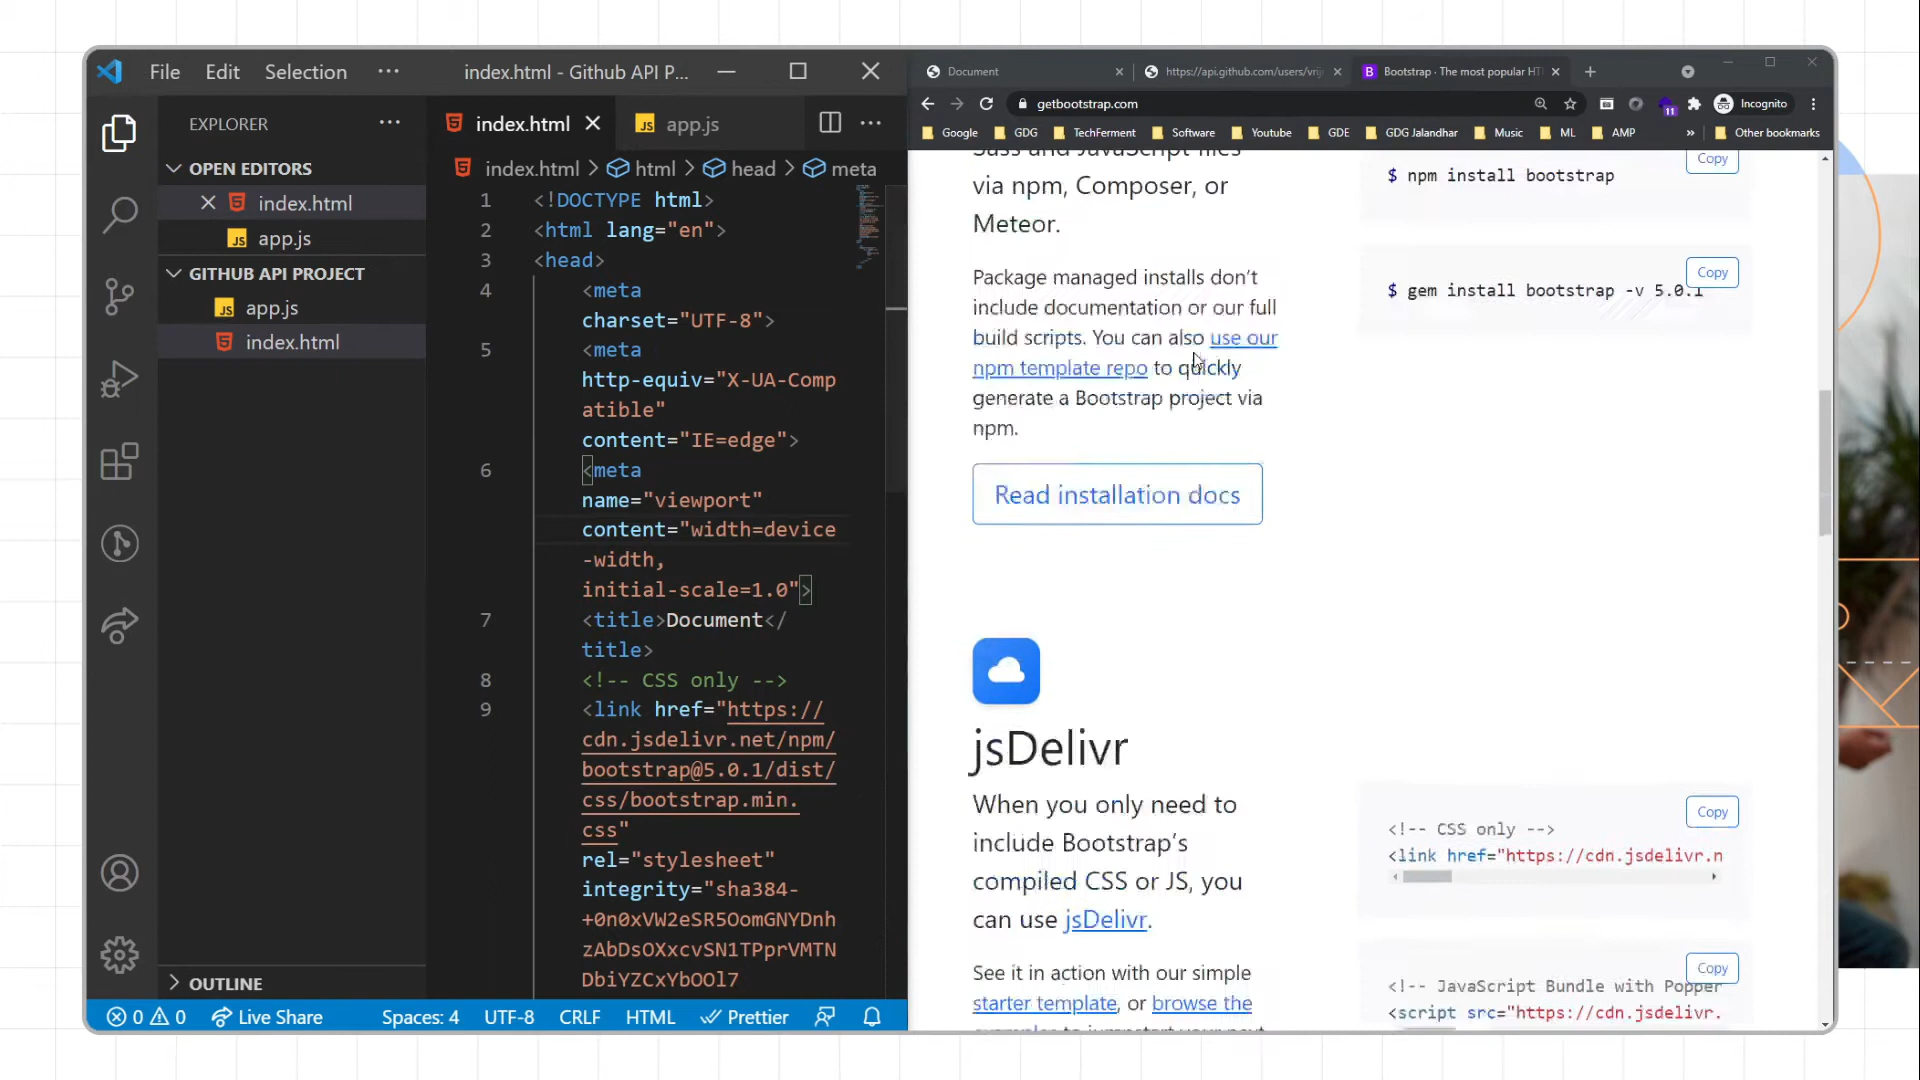 File Edit Selection ··· index.html - Github API P...
EXPLORER
OPEN EDITORS
index.html
app.js
GITHUB API PROJECT
app.js
index.html
OUTLINE
index.html
app.js
index.html > html > head > meta
1 <!DOCTYPE html>
2 <html lang="en">
3 <head>
4 <meta
charset="UTF-8">
5 <meta
http-equiv="X-UA-Comp
atible"
content="IE=edge">
6 <meta
name="viewport"
content="width=device
-width,
initial-scale=1.0">
7 <title>Document</
title>
8 <!-- CSS only -->
9 <link href="https://
cdn.jsdelivr.net/npm/
bootstrap@5.0.1/dist/
css/bootstrap.min.
css"
rel="stylesheet"
integrity="sha384-
+0n0xVW2eSR5OomGNYDnh
zAbDsOXxcvSN1TPprVMTN
DbiYZCxYbOOl7
0 0 Live Share Spaces: 4 UTF-8 CRLF HTML Prettier
Document https://api.github.com/users/vrij Bootstrap · The most popular HT
getbootstrap.com
11
Incognito
Google GDG TechFerment Software Youtube GDE GDG Jalandhar Music ML AMP » Other bookmarks
Sass and JavaScript files
via npm, Composer, or
Meteor.
Package managed installs don't
include documentation or our full
build scripts. You can also use our
npm template repo to quickly
generate a Bootstrap project via
npm.
Read installation docs
Copy
$ npm install bootstrap
Copy
$ gem install bootstrap -v 5.0.1
jsDelivr
When you only need to
include Bootstrap's
compiled CSS or JS, you
can use jsDelivr.
See it in action with our simple
starter template, or browse the
Copy
<!-- CSS only -->
<link href="https://cdn.jsdelivr.n
Copy
<!-- JavaScript Bundle with Popper
<script src="https://cdn.jsdelivr.